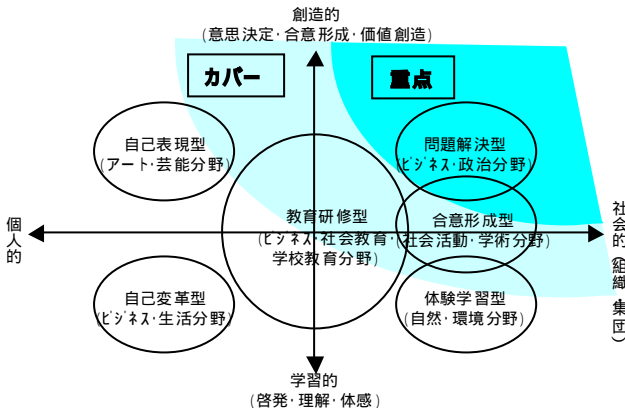 創造的
(意思決定･合意形成･価値創造)
カバー
重点
自己表現型
(アート･芸能分野)
問題解決型
(ﾋﾞｼﾞﾈｽ･政治分野)
教育研修型
(ﾋﾞｼﾞﾈｽ･社会教育･
学校教育分野)
合意形成型
(社会活動･学術分野)
個人的
社会的(組織・集団)
自己変革型
(ﾋﾞｼﾞﾈｽ･生活分野)
体験学習型
(自然･環境分野)
学習的
(啓発･理解･体感)